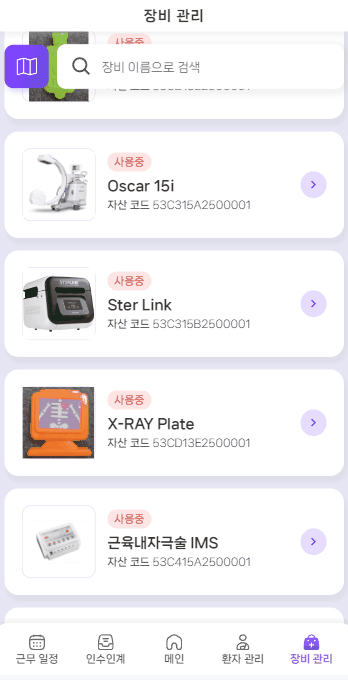 장비 관리
사용중
장비 이름으로 검색
사용중
Oscar 15i
자산 코드 53C315A2500001
사용중
Ster Link
자산 코드 53C315B2500001
사용중
X-RAY Plate
자산 코드 53CD13E2500001
사용중
근육내자극술 IMS
자산 코드 53C415A2500001
근무 일정
인수인계
메인
환자 관리
장비 관리